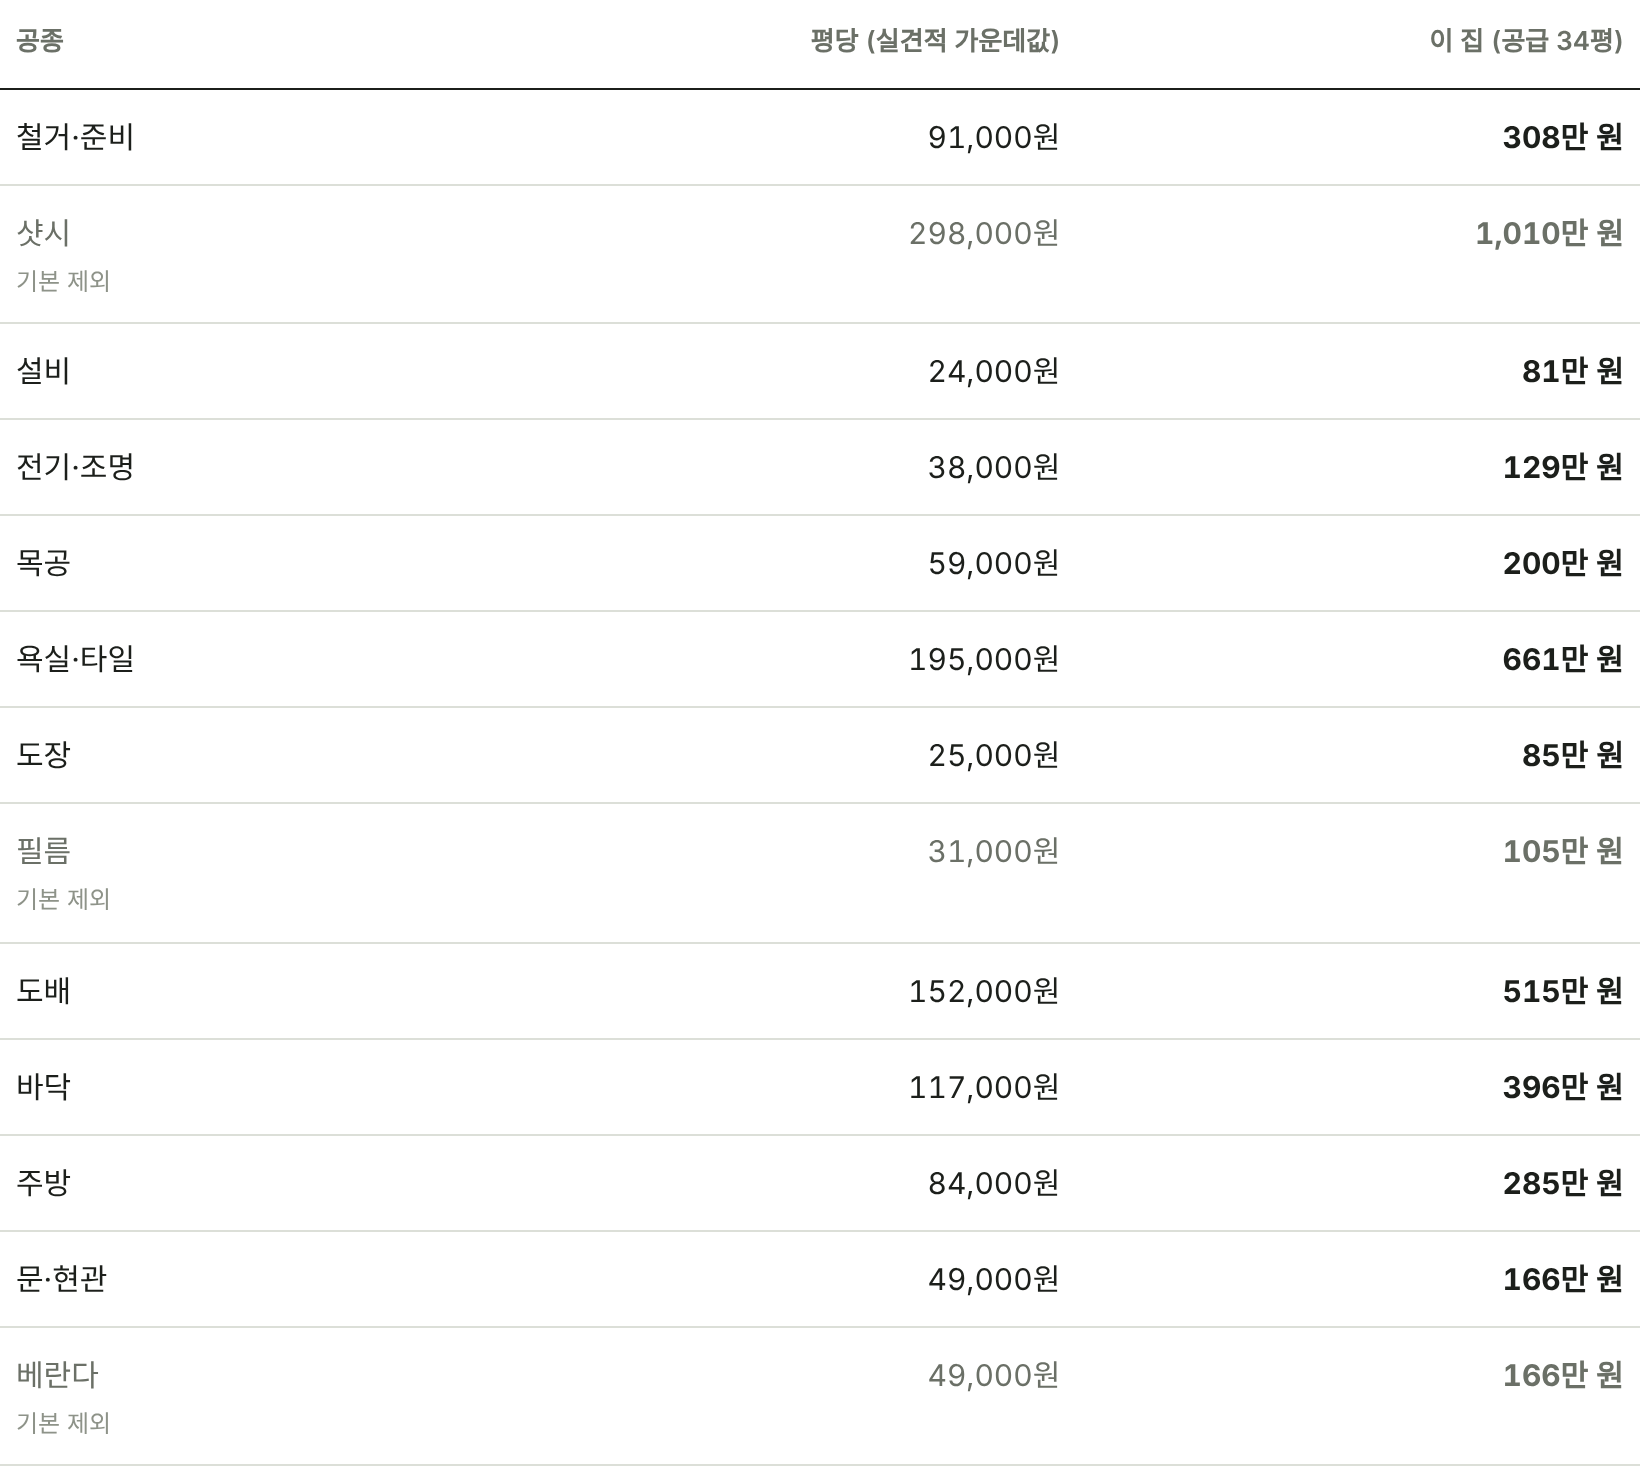 공종 평당 (실견적 가운데값) 이 집 (공급 34평)
철거·준비 91,000원 308만 원
샷시 298,000원 1,010만 원
기본 제외
설비 24,000원 81만 원
전기·조명 38,000원 129만 원
목공 59,000원 200만 원
욕실·타일 195,000원 661만 원
도장 25,000원 85만 원
필름 31,000원 105만 원
기본 제외
도배 152,000원 515만 원
바닥 117,000원 396만 원
주방 84,000원 285만 원
문·현관 49,000원 166만 원
베란다 49,000원 166만 원
기본 제외